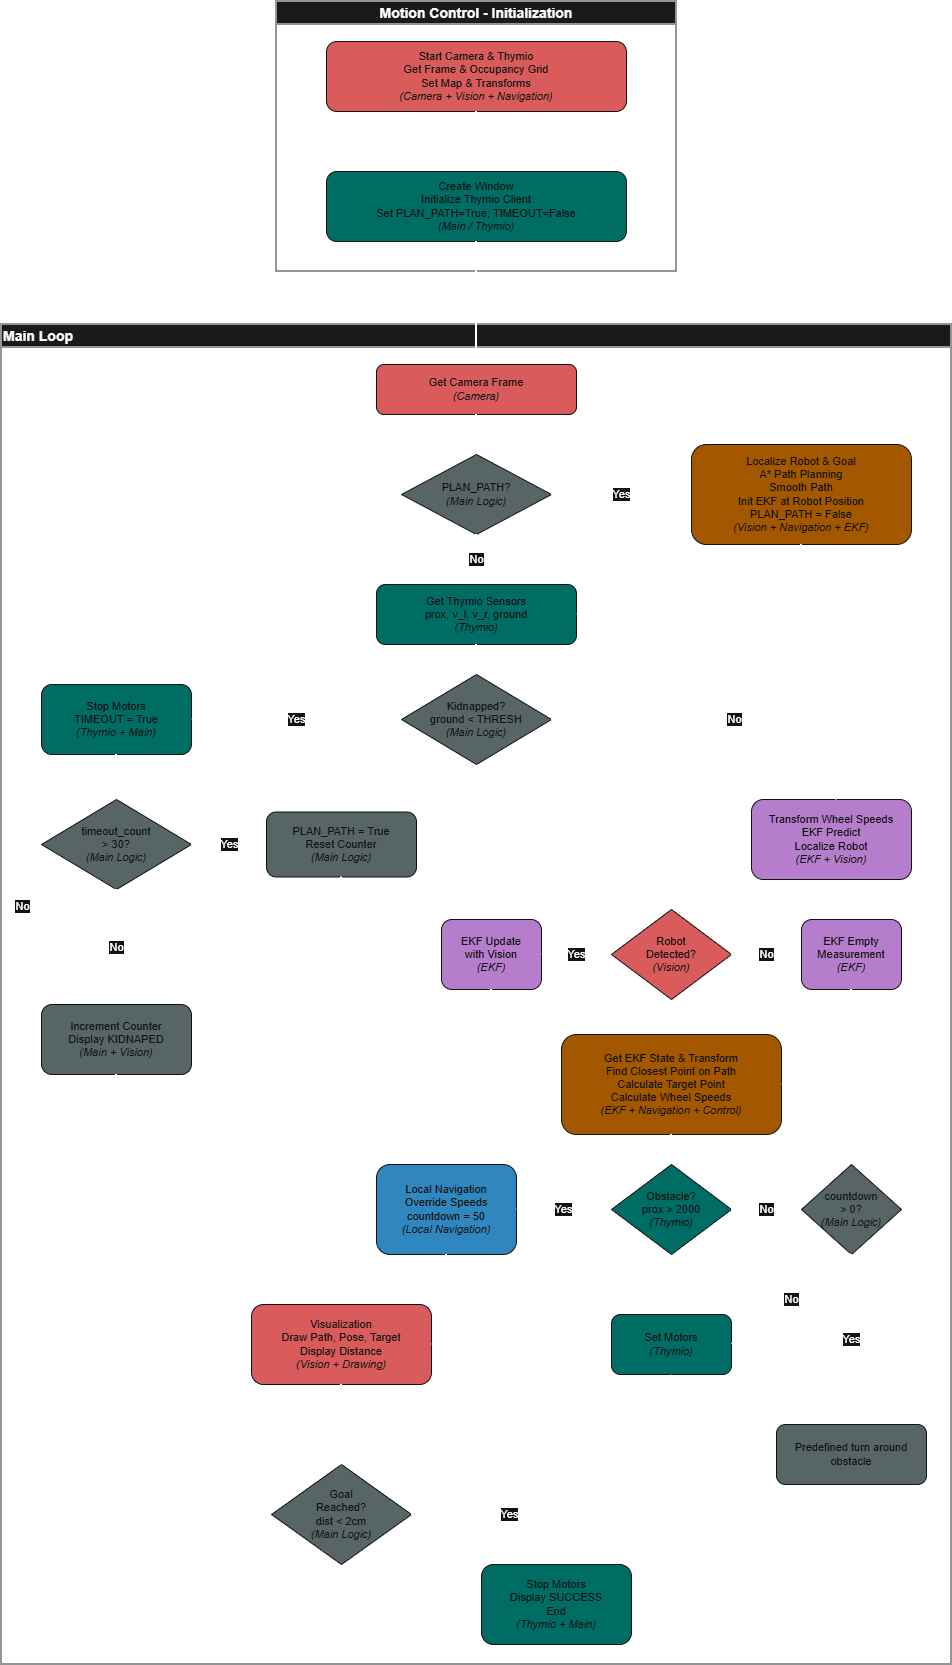 Motion Control - Initialization
Start Camera & Thymio
Get Frame & Occupancy Grid
Set Map & Transforms
(Camera + Vision + Navigation)
Create Window
Initialize Thymio Client
Set PLAN_PATH=True, TIMEOUT=False
(Main / Thymio)
Main Loop
Get Camera Frame
(Camera)
PLAN_PATH?
(Main Logic)
Yes
Localize Robot & Goal
A* Path Planning
Smooth Path
Init EKF at Robot Position
PLAN_PATH = False
(Vision + Navigation + EKF)
No
Get Thymio Sensors
prox, v_l, v_r, ground
(Thymio)
Stop Motors
TIMEOUT = True
(Thymio + Main)
Yes
Kidnapped?
ground < THRESH
(Main Logic)
No
timeout_count
> 30?
(Main Logic)
Yes
PLAN_PATH = True
Reset Counter
(Main Logic)
Transform Wheel Speeds
EKF Predict
Localize Robot
(EKF + Vision)
No
No
EKF Update
with Vision
(EKF)
Yes
Robot
Detected?
(Vision)
No
EKF Empty
Measurement
(EKF)
Increment Counter
Display KIDNAPED
(Main + Vision)
Get EKF State & Transform
Find Closest Point on Path
Calculate Target Point
Calculate Wheel Speeds
(EKF + Navigation + Control)
Local Navigation
Override Speeds
countdown = 50
(Local Navigation)
Yes
Obstacle?
prox > 2000
(Thymio)
No
countdown
> 0?
(Main Logic)
No
Visualization
Draw Path, Pose, Target
Display Distance
(Vision + Drawing)
Set Motors
(Thymio)
Yes
Predefined turn around
obstacle
Goal
Reached?
dist < 2cm
(Main Logic)
Yes
Stop Motors
Display SUCCESS
End
(Thymio + Main)